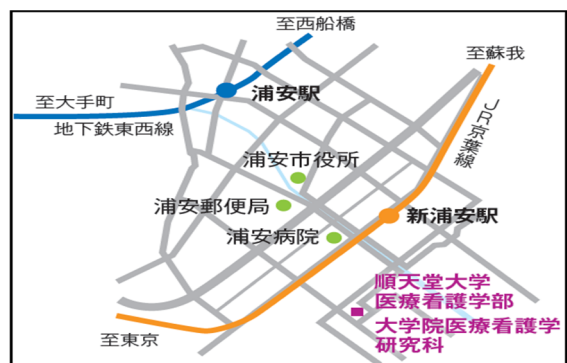 至西船橋
至蘇我
浦安駅
至大手町
地下鉄東西線
JR京葉線
浦安市役所
浦安郵便局
新浦安駅
浦安病院
順天堂大学
医療看護学部
大学院医療看護学
研究科
至東京